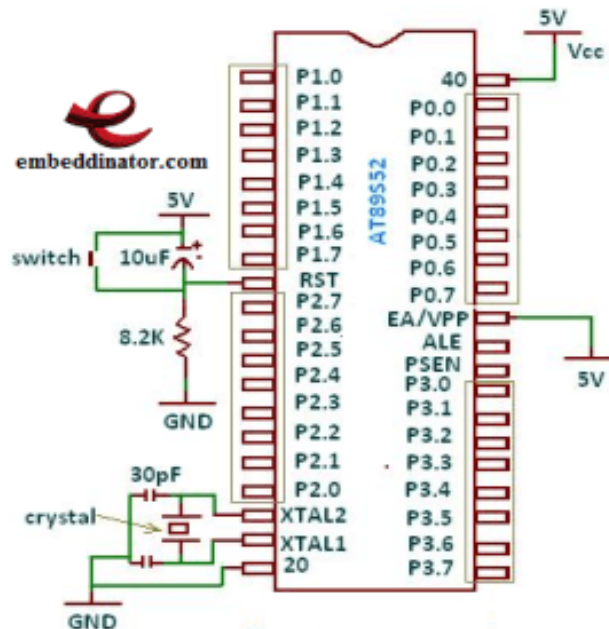 5V
Vcc
P1.0
P1.1
P1.2
P1.3
P1.4
P1.5
P1.6
P1.7
RST
P2.7
P2.6
P2.5
P2.4
P2.3
P2.2
P2.1
P2.0
XTAL2
XTAL1
20
AT89S52
40
P0.0
P0.1
P0.2
P0.3
P0.4
P0.5
P0.6
P0.7
EA/VPP
ALE
PSEN
P3.0
P3.1
P3.2
P3.3
P3.4
P3.5
P3.6
P3.7
5V
embeddinator.com
5V
switch
10uF
+
-
8.2K
GND
30pF
crystal
GND